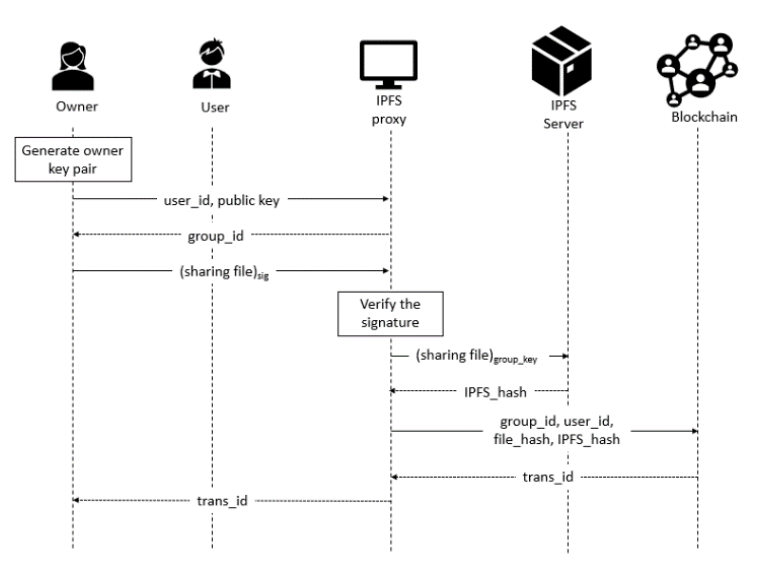 Owner
User
IPFS
proxy
IPFS
Server
Blockchain
Generate owner
key pair
user_id, public key
group_id
(sharing file)sig
Verify the
signature
(sharing file)group_key
IPFS_hash
group_id, user_id,
file_hash, IPFS_hash
trans_id
trans_id